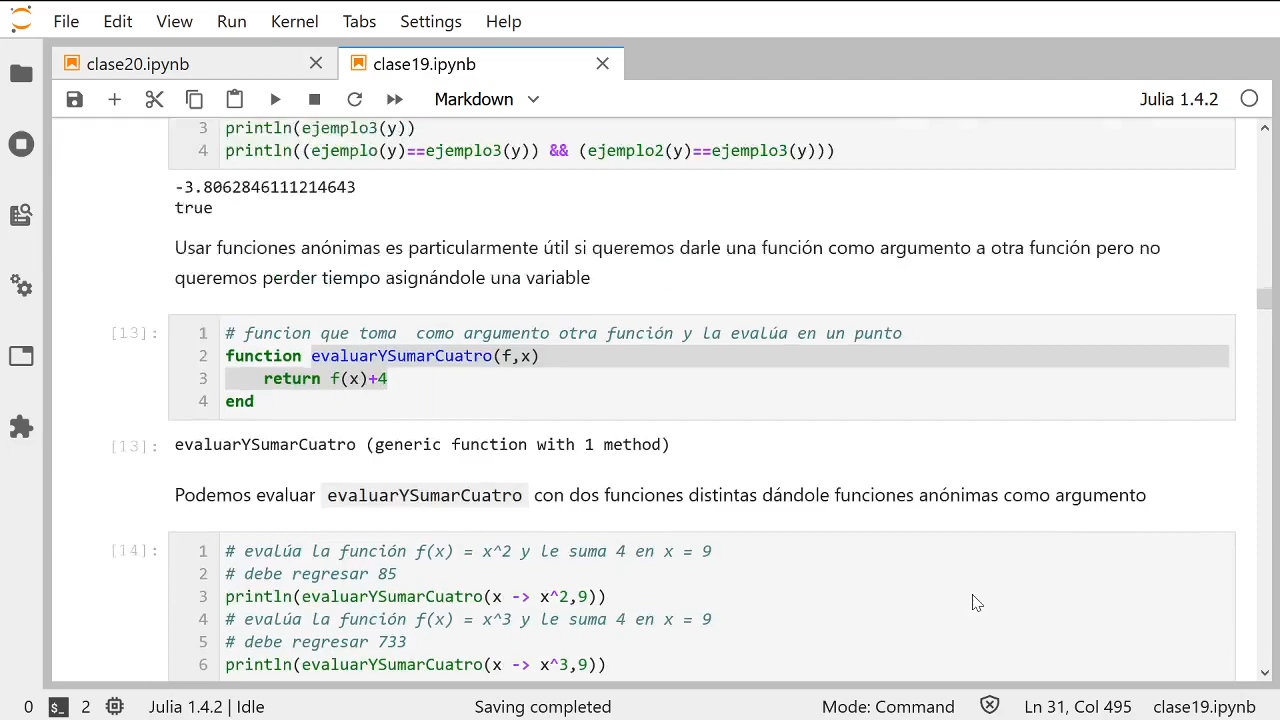 File Edit View Run Kernel Tabs Settings Help
clase20.ipynb clase19.ipynb
Markdown Julia 1.4.2
3 println(ejemplo3(y))
4 println((ejemplo(y)==ejemplo3(y)) && (ejemplo2(y)==ejemplo3(y)))
-3.8062846111214643
true
Usar funciones anónimas es particularmente útil si queremos darle una función como argumento a otra función pero no
queremos perder tiempo asignándole una variable
[13]: 1 # funcion que toma  como argumento otra función y la evalúa en un punto
2 function evaluarYSumarCuatro(f,x)
3     return f(x)+4
4 end
[13]: evaluarYSumarCuatro (generic function with 1 method)
Podemos evaluar evaluarYSumarCuatro con dos funciones distintas dándole funciones anónimas como argumento
[14]: 1 # evalúa la función f(x) = x^2 y le suma 4 en x = 9
2 # debe regresar 85
3 println(evaluarYSumarCuatro(x -> x^2,9))
4 # evalúa la función f(x) = x^3 y le suma 4 en x = 9
5 # debe regresar 733
6 println(evaluarYSumarCuatro(x -> x^3,9))
0 $_ 2 Julia 1.4.2 | Idle Saving completed Mode: Command Ln 31, Col 495 clase19.ipynb